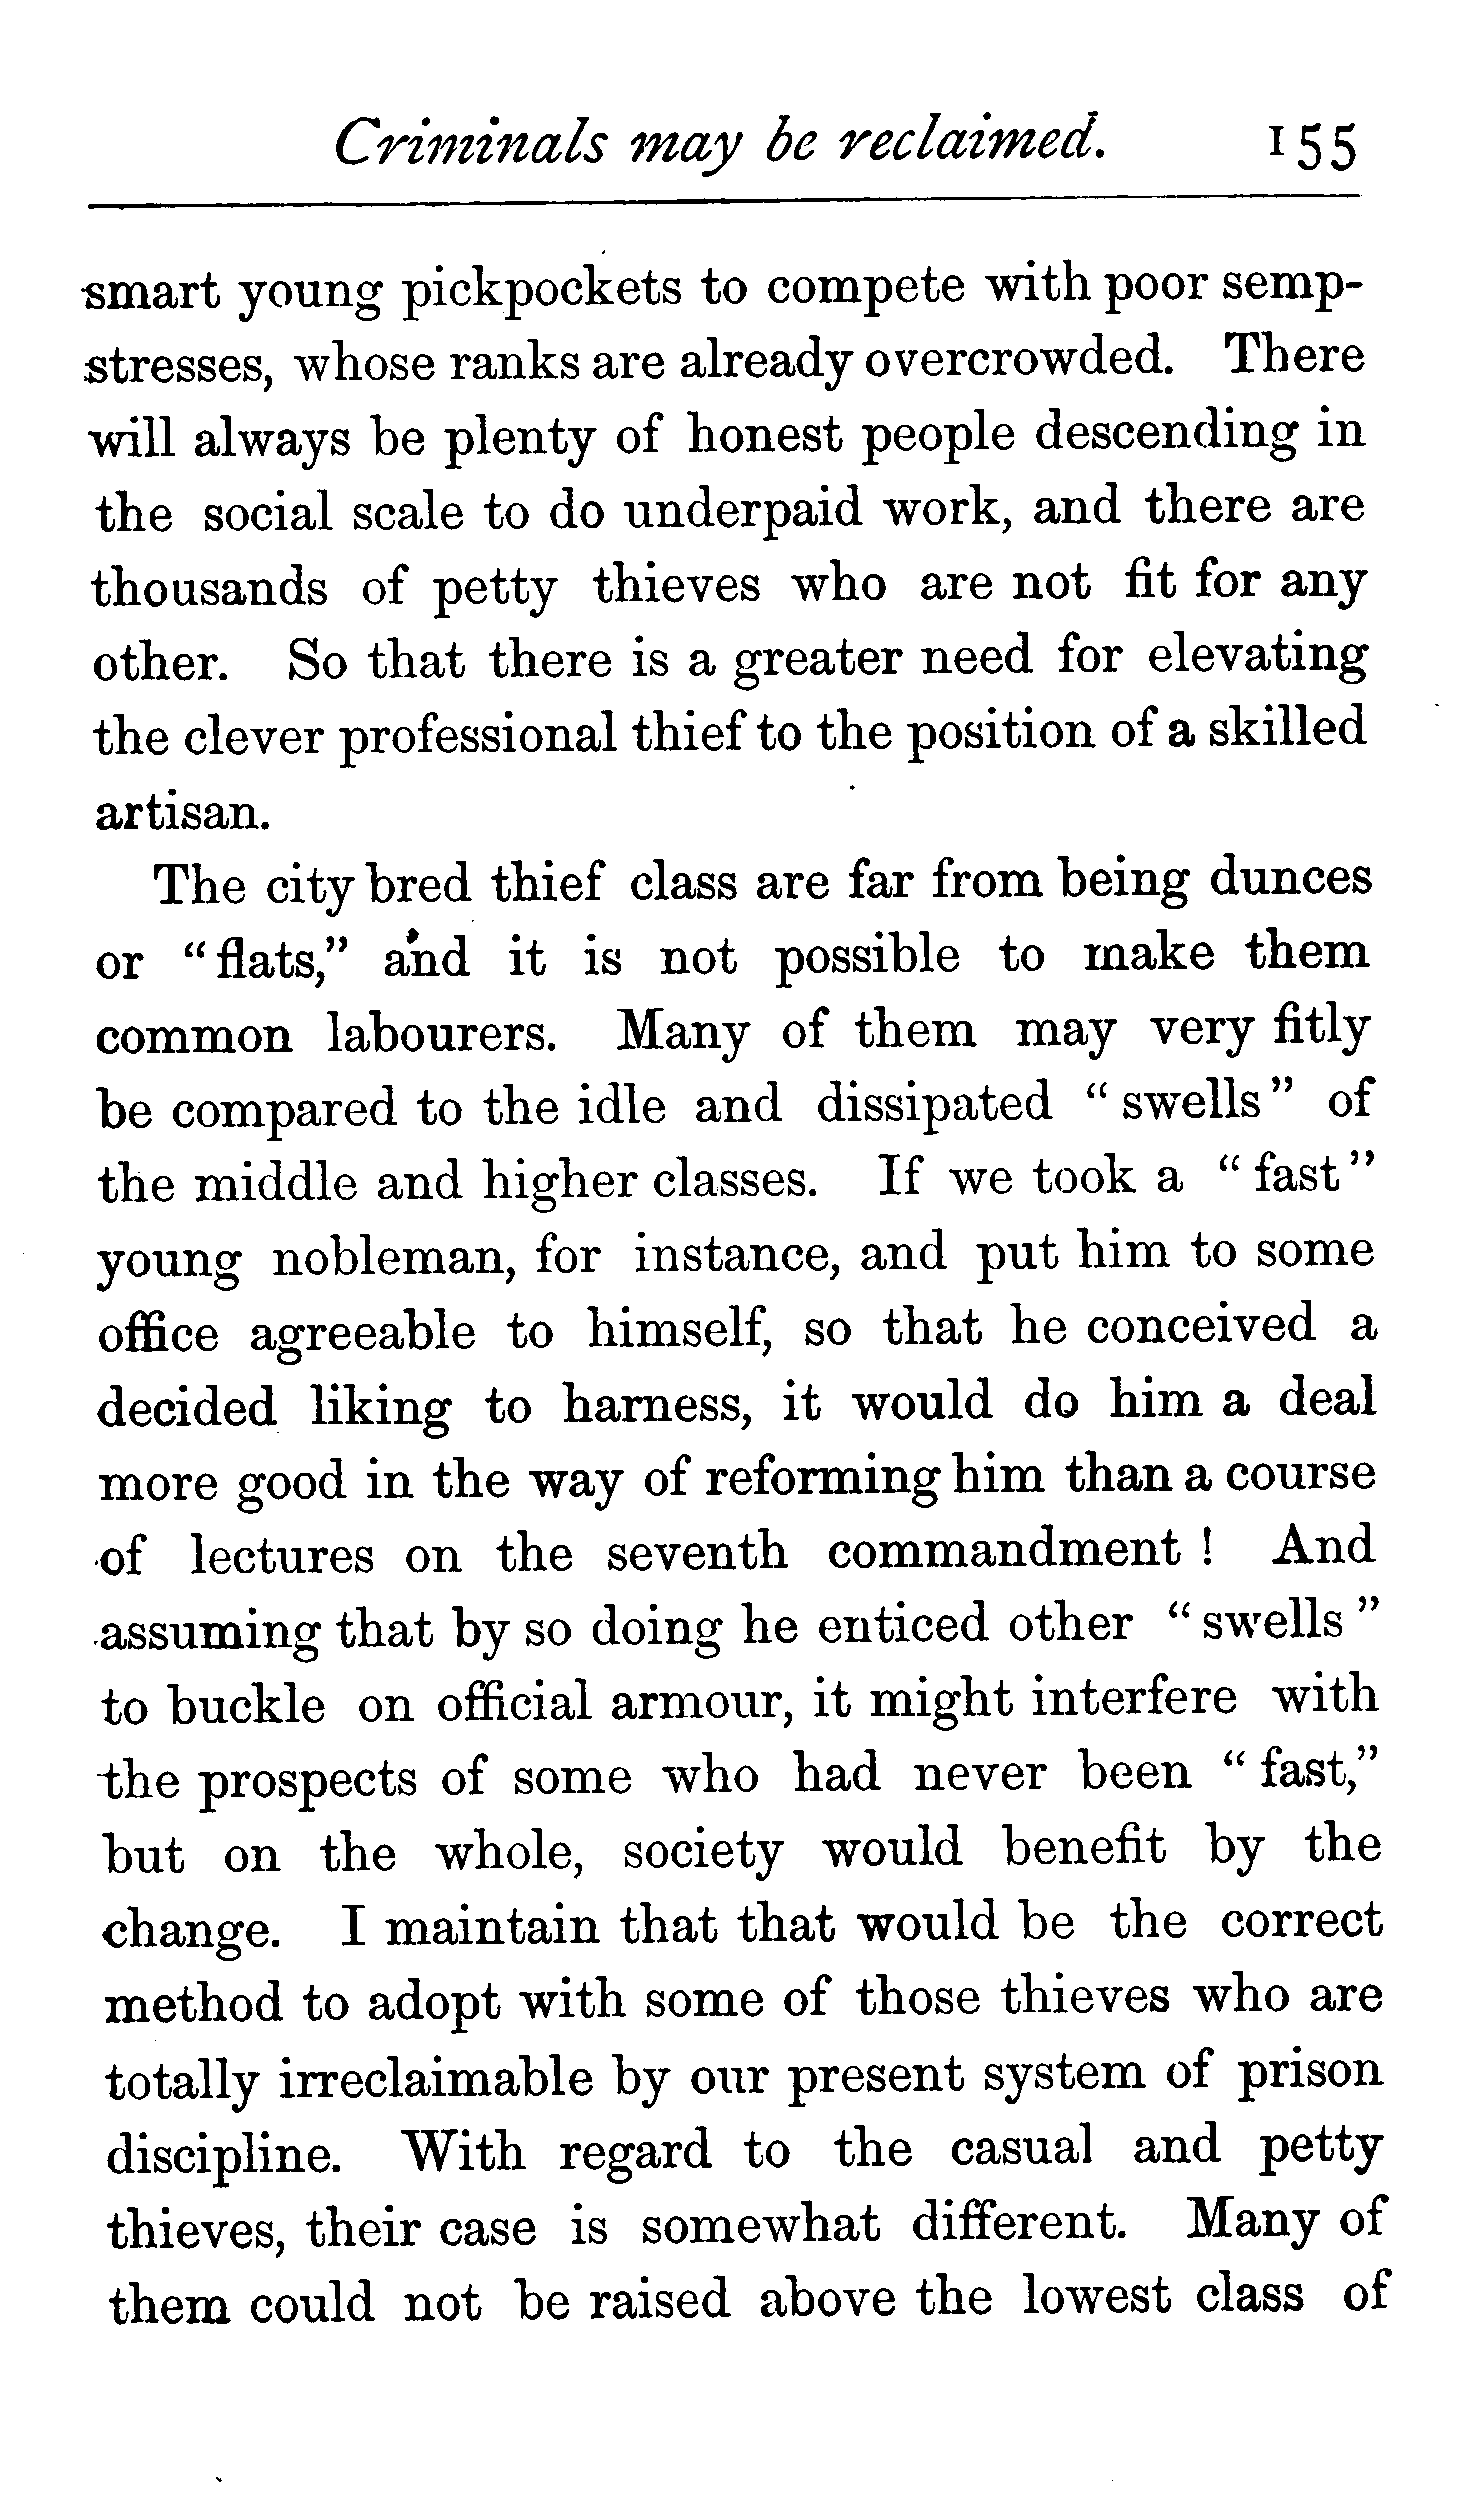 Criminals may be reclaimed. 155
smart young pickpockets to compete with poor semp-
stresses, whose ranks are already overcrowded. There
will always be plenty of honest people descending in
the social scale to do underpaid work, and there are
thousands of petty thieves who are not fit for any
other. So that there is a greater need for elevating
the clever professional thief to the position of a skilled
artisan.
The city bred thief class are far from being dunces
or "flats," and it is not possible to make them
common labourers. Many of them may very fitly
be compared to the idle and dissipated "swells" of
the middle and higher classes. If we took a "fast"
young nobleman, for instance, and put him to some
office agreeable to himself, so that he conceived a
decided liking to harness, it would do him a deal
more good in the way of reforming him than a course
of lectures on the seventh commandment! And
assuming that by so doing he enticed other "swells"
to buckle on official armour, it might interfere with
the prospects of some who had never been "fast,"
but on the whole, society would benefit by the
change. I maintain that that would be the correct
method to adopt with some of those thieves who are
totally irreclaimable by our present system of prison
discipline. With regard to the casual and petty
thieves, their case is somewhat different. Many of
them could not be raised above the lowest class of